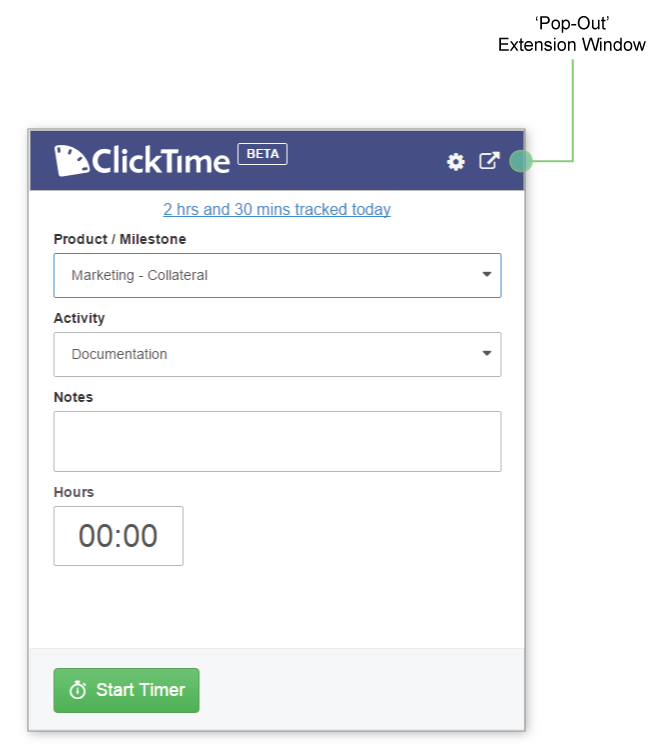 ‘Pop-Out’
Extension Window
ClickTime BETA
2 hrs and 30 mins tracked today
Product / Milestone
Marketing - Collateral
Activity
Documentation
Notes
Hours
00:00
Start Timer